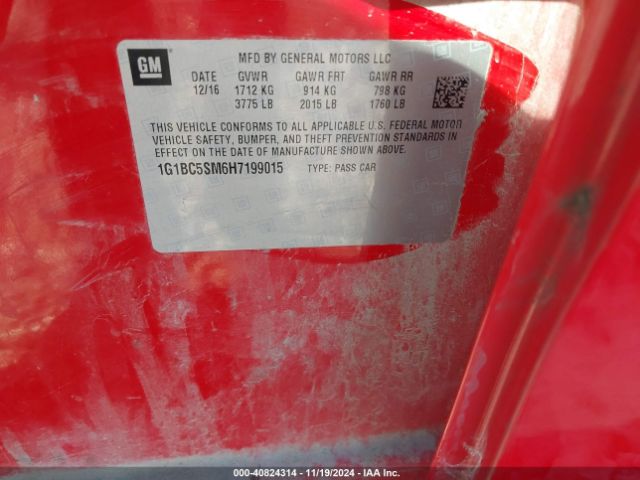 GM
MFD BY GENERAL MOTORS LLC
DATE GVWR GAWR FRT GAWR RR
12/16 1712 KG 914 KG 798 KG
3775 LB 2015 LB 1760 LB
THIS VEHICLE CONFORMS TO ALL APPLICABLE U.S. FEDERAL MOTOR
VEHICLE SAFETY, BUMPER, AND THEFT PREVENTION STANDARDS IN
EFFECT ON THE DATE OF MANUFACTURE SHOWN ABOVE.
1G1BC5SM6H7199015 TYPE: PASS CAR
000-40824314 - 11/19/2024 - IAA Inc.